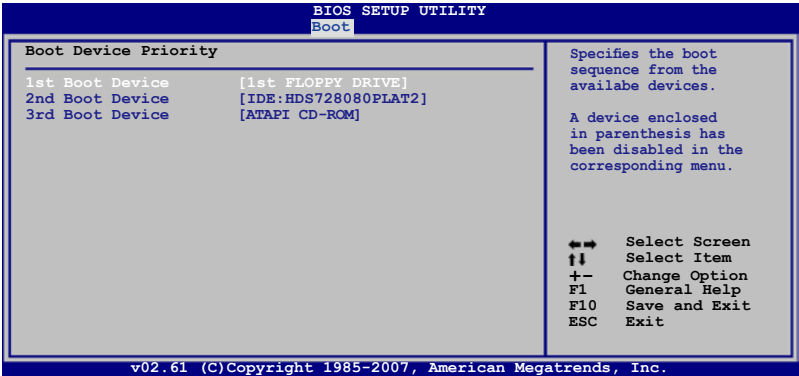 BIOS SETUP UTILITY
Boot
Boot Device Priority
1st Boot Device [1st FLOPPY DRIVE]
2nd Boot Device [IDE:HDS728080PLAT2]
3rd Boot Device [ATAPI CD-ROM]
Specifies the boot
sequence from the
availabe devices.
A device enclosed
in parenthesis has
been disabled in the
corresponding menu.
←→ Select Screen
↑↓ Select Item
+- Change Option
F1 General Help
F10 Save and Exit
ESC Exit
v02.61 (C)Copyright 1985-2007, American Megatrends, Inc.